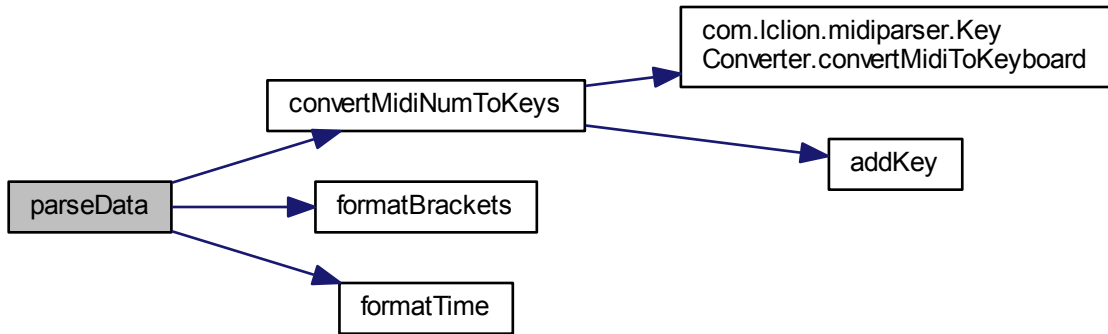 com.lclion.midiparser.Key
Converter.convertMidiToKeyboard
convertMidiNumToKeys
addKey
parseData
formatBrackets
formatTime